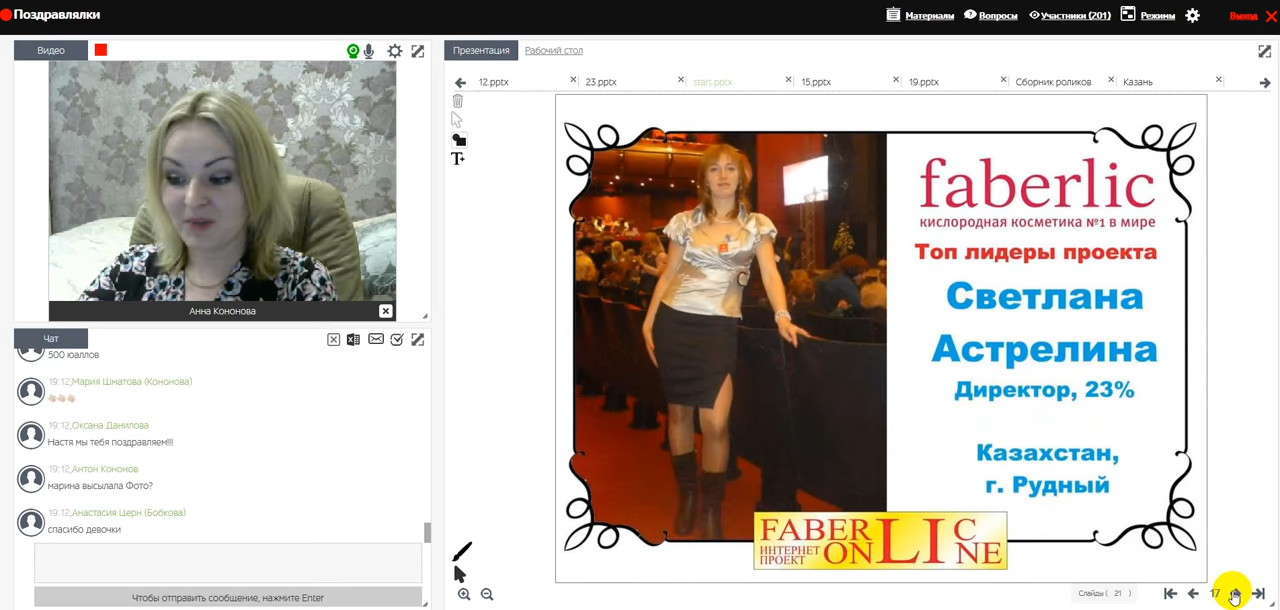 Поздравлялки
Материалы
Вопросы
Участники (201)
Режимы
Выход
Видео
Анна Кононова
Чат
500 юаллов
19:12,Мария Шматова (Кононова)
19:12,Оксана Данилова
Настя мы тебя поздравляем!!!
19:12,Антон Кононов
марина высылала Фото?
19:12,Анастасия Церн (Бобкова)
спасибо девочки
Чтобы отправить сообщение, нажмите Enter
Презентация
Рабочий стол
12.pptx
23.pptx
start.pptx
15.pptx
19.pptx
Сборник роликов
Казань
faberlic
кислородная косметика №1 в мире
Топ лидеры проекта
Светлана
Астрелина
Директор, 23%
Казахстан,
г. Рудный
FABERLIC
ИНТЕРНЕТ
ПРОЕКТ
ONLINE
Слайды ( 21 )
17